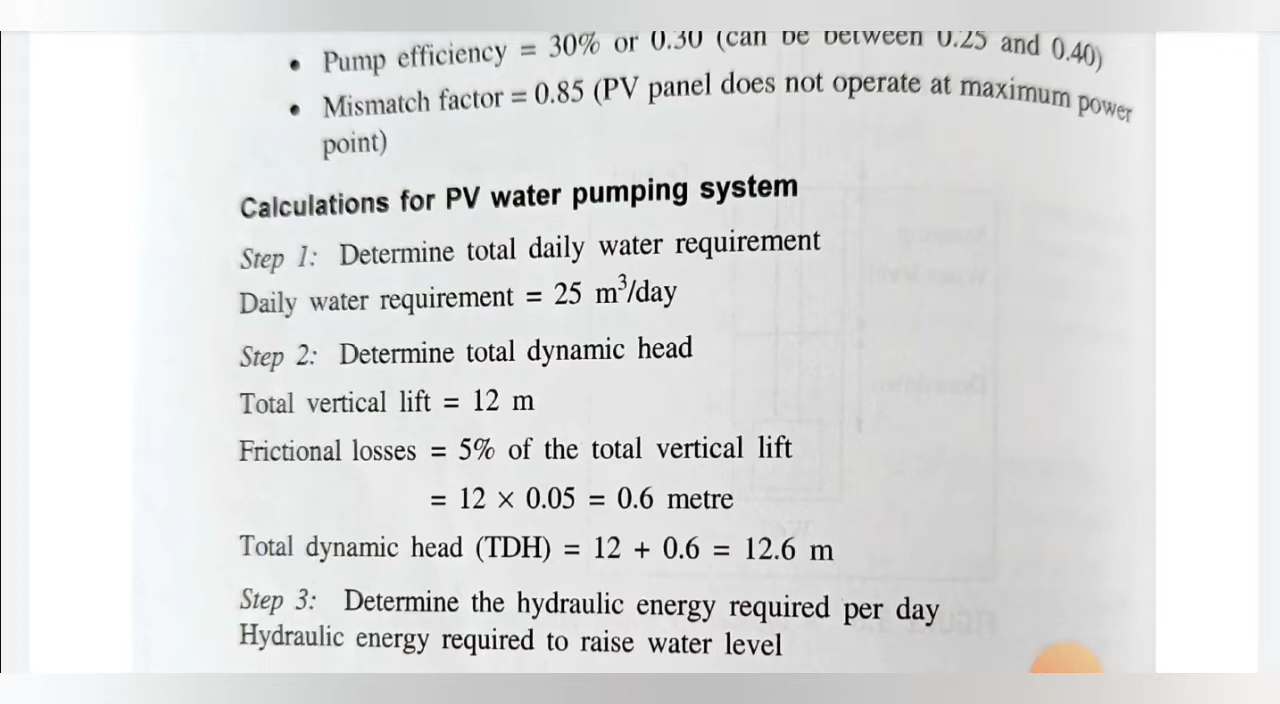 • Pump efficiency = 30% or 0.30 (can be between 0.25 and 0.40)
• Mismatch factor = 0.85 (PV panel does not operate at maximum power
point)
Calculations for PV water pumping system
Step 1: Determine total daily water requirement
Daily water requirement = 25 m³/day
Step 2: Determine total dynamic head
Total vertical lift = 12 m
Frictional losses = 5% of the total vertical lift
= 12 × 0.05 = 0.6 metre
Total dynamic head (TDH) = 12 + 0.6 = 12.6 m
Step 3: Determine the hydraulic energy required per day
Hydraulic energy required to raise water level